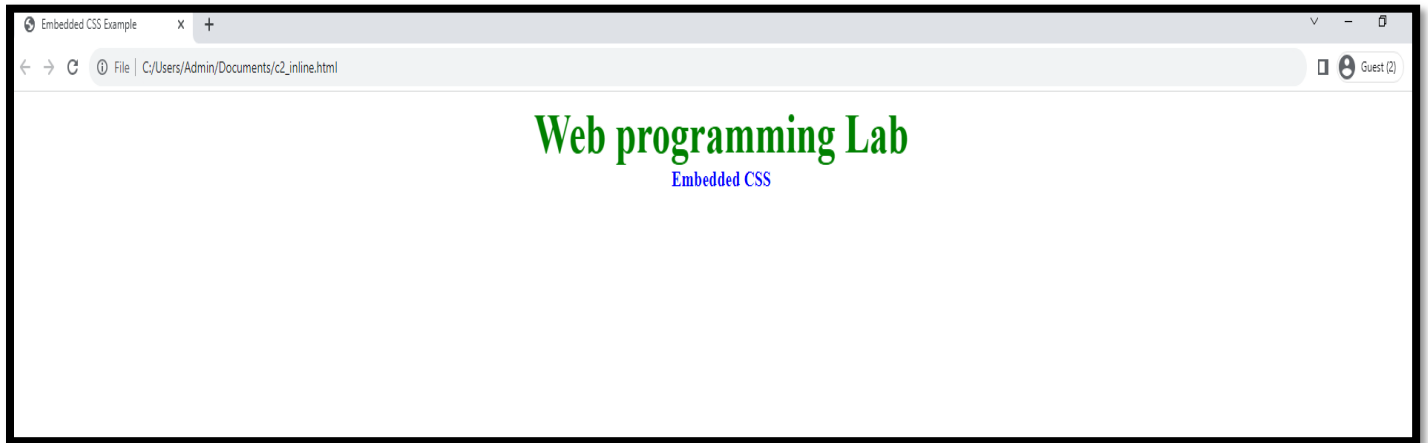 Embedded CSS Example
File C:/Users/Admin/Documents/c2_inline.html Guest (2)
Web programming Lab
Embedded CSS